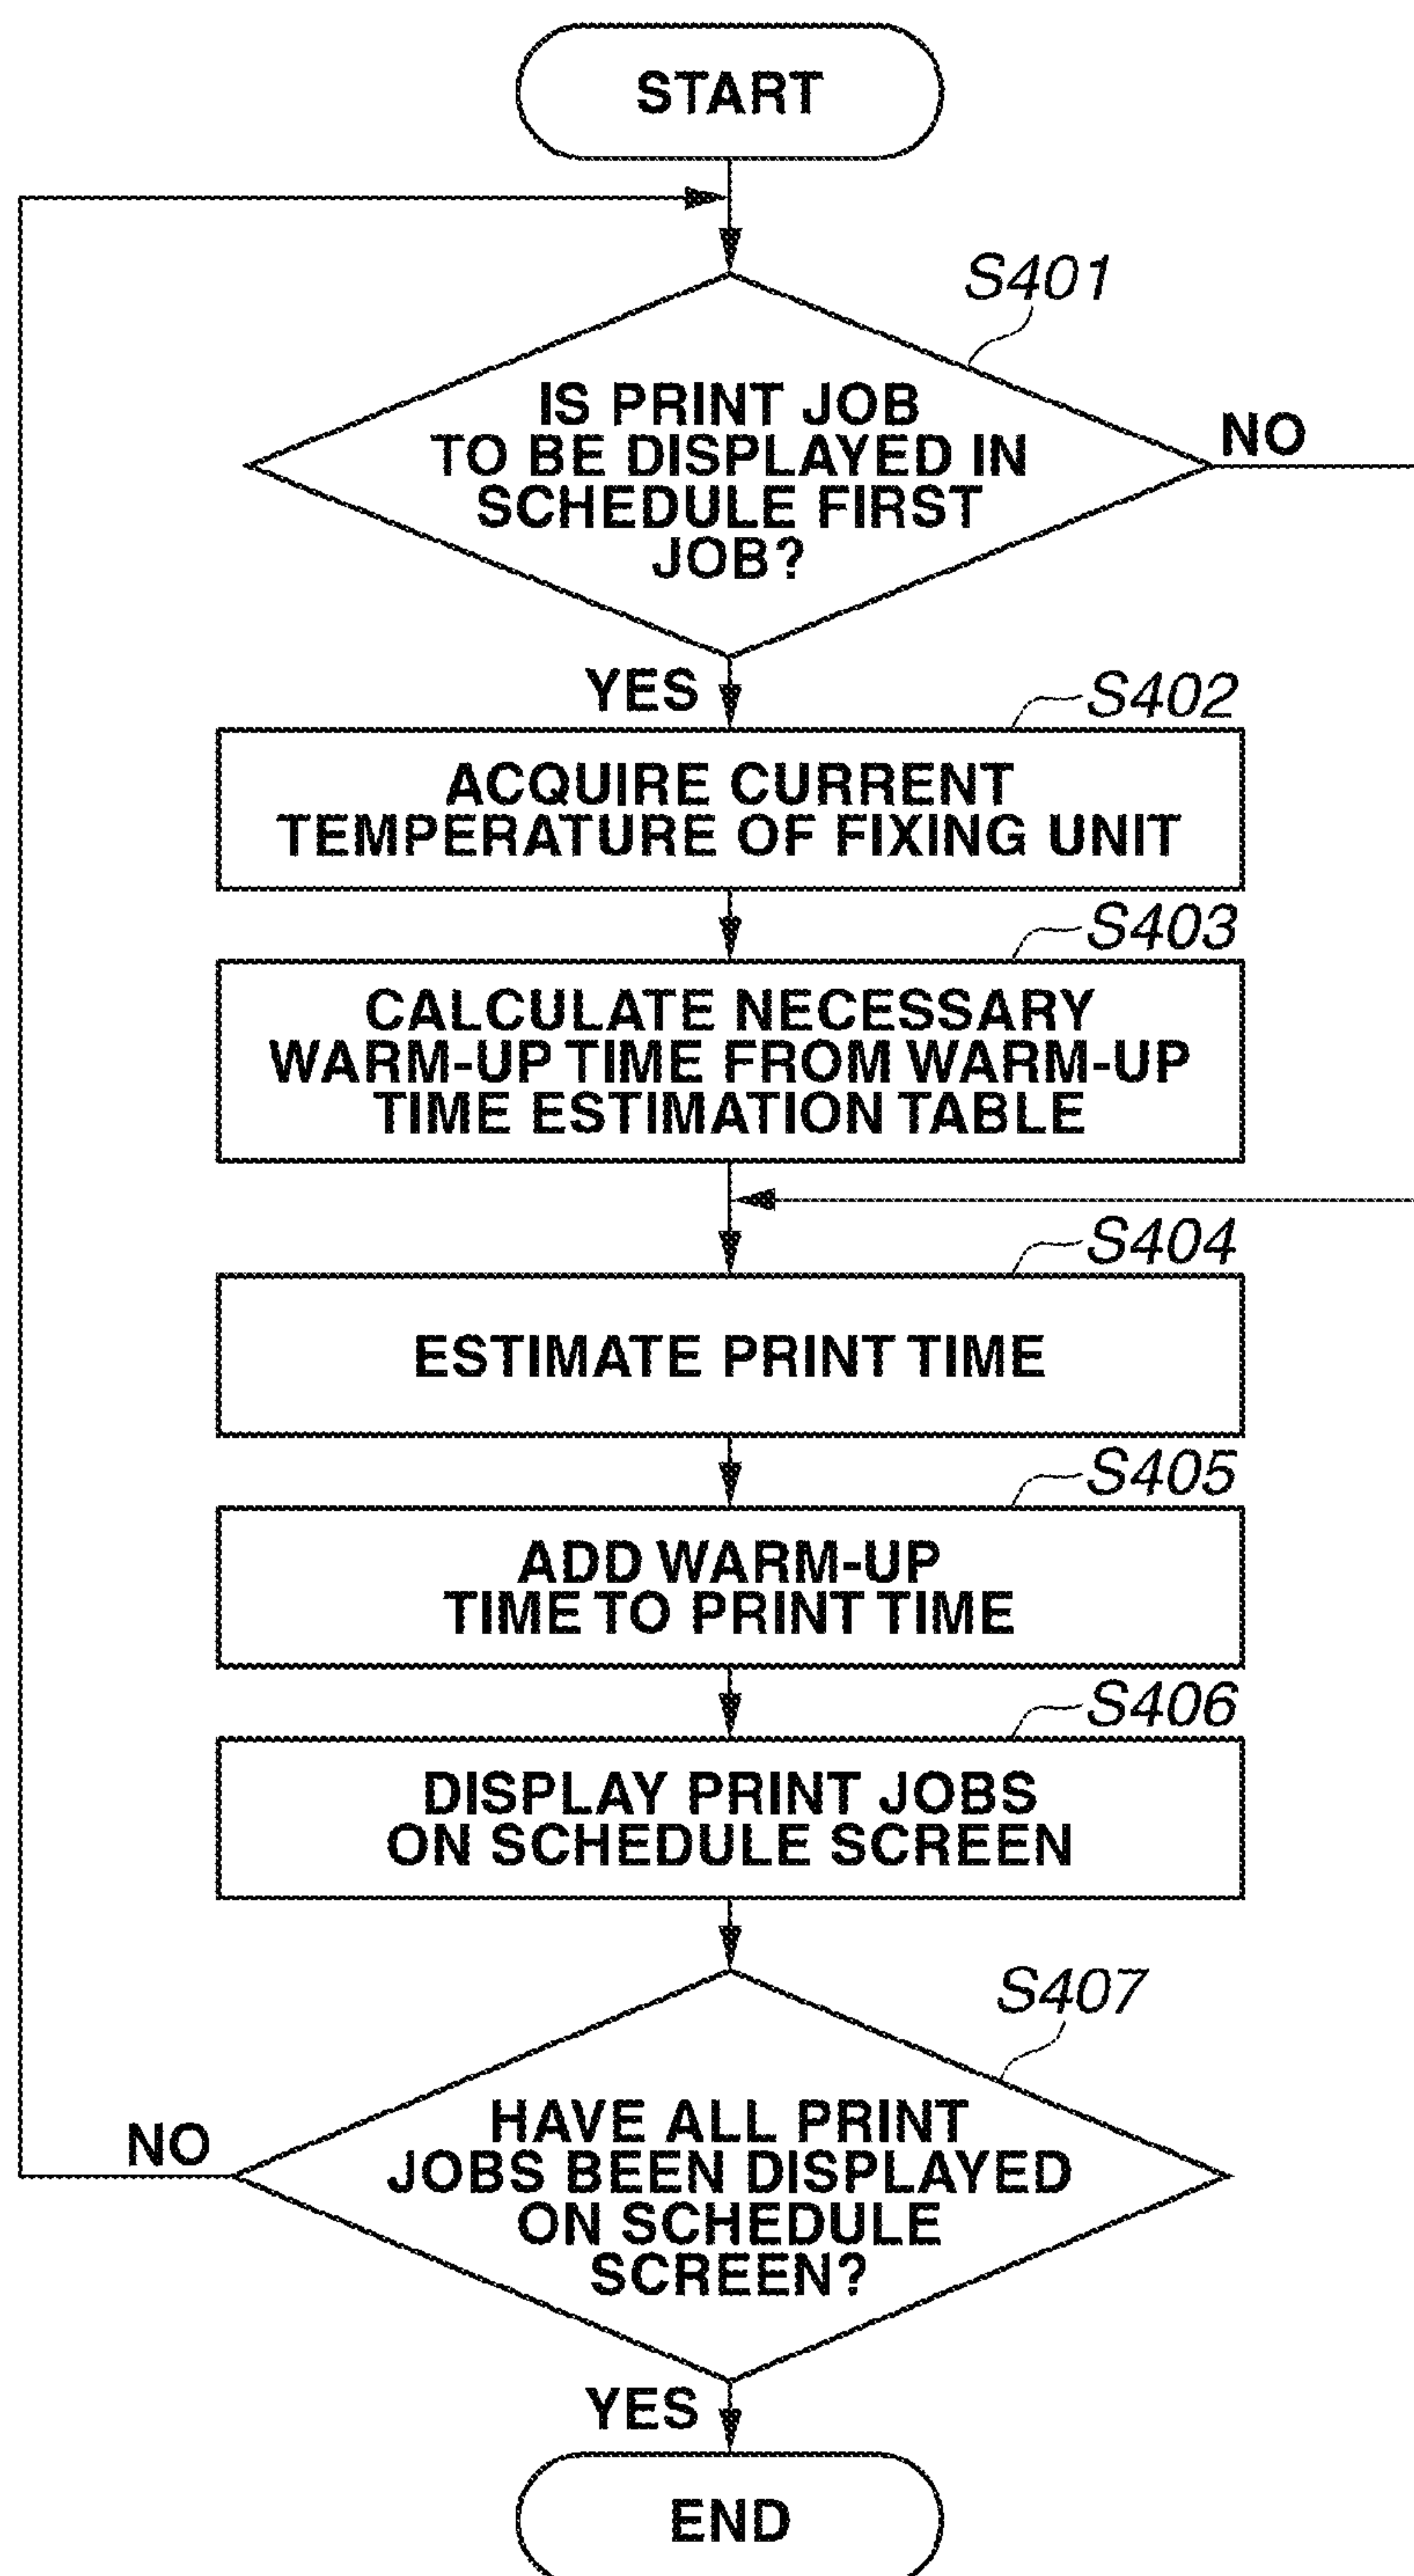 START
S401
IS PRINT JOB
TO BE DISPLAYED IN
SCHEDULE FIRST
JOB?
NO
YES
S402
ACQUIRE CURRENT
TEMPERATURE OF FIXING UNIT
S403
CALCULATE NECESSARY
WARM-UP TIME FROM WARM-UP
TIME ESTIMATION TABLE
S404
ESTIMATE PRINT TIME
S405
ADD WARM-UP
TIME TO PRINT TIME
S406
DISPLAY PRINT JOBS
ON SCHEDULE SCREEN
S407
HAVE ALL PRINT
JOBS BEEN DISPLAYED
ON SCHEDULE
SCREEN?
NO
YES
END